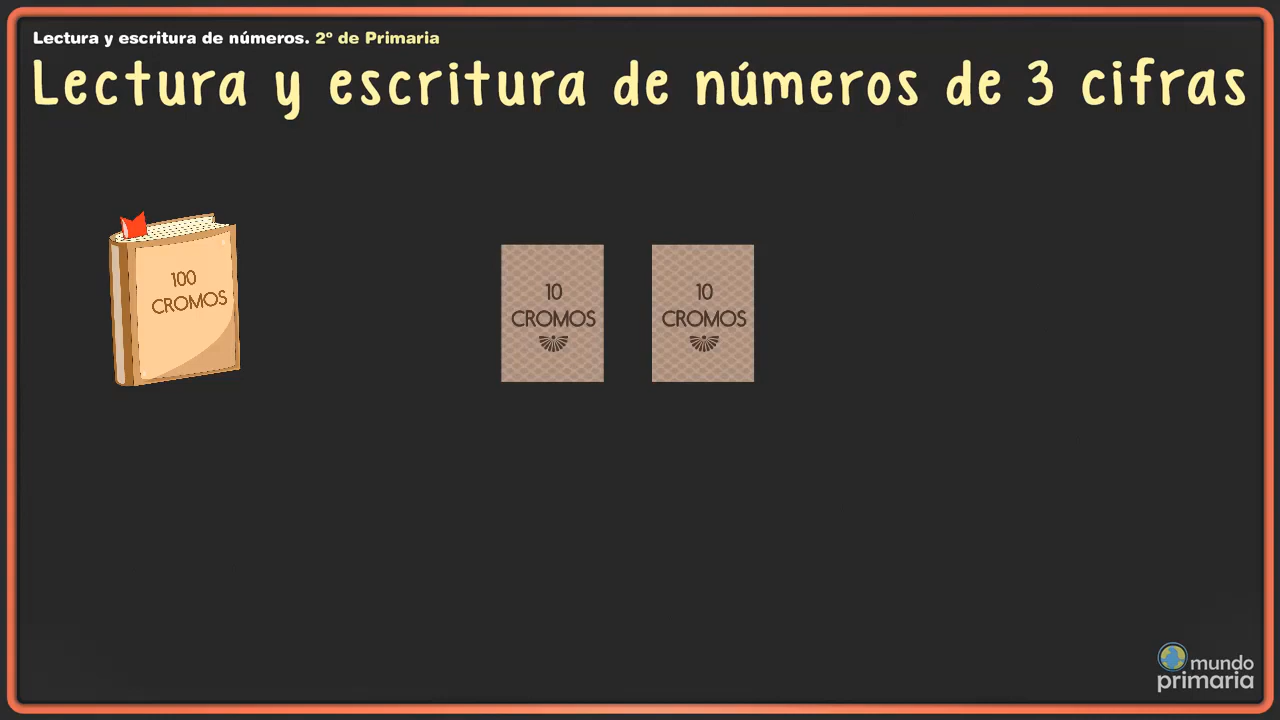 Lectura y escritura de números. 2º de Primaria
Lectura y escritura de números de 3 cifras
100
CROMOS
10
CROMOS
10
CROMOS
mundo
primaria